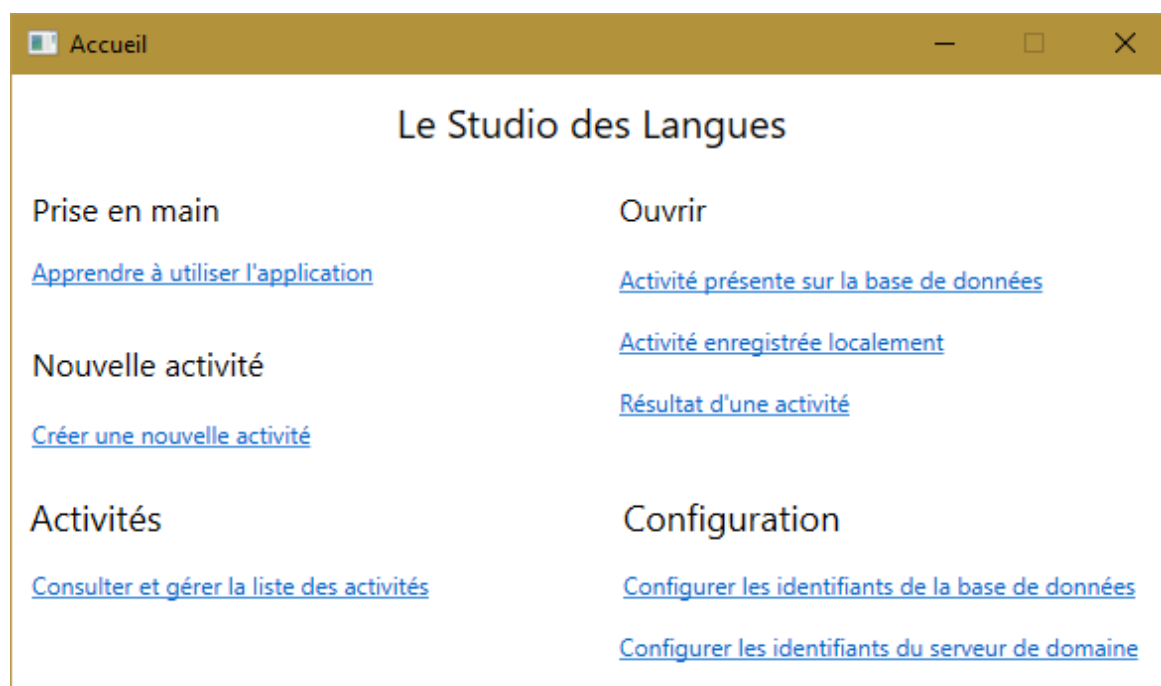 Accueil
Le Studio des Langues
Prise en main
Apprendre à utiliser l'application
Nouvelle activité
Créer une nouvelle activité
Activités
Consulter et gérer la liste des activités
Ouvrir
Activité présente sur la base de données
Activité enregistrée localement
Résultat d'une activité
Configuration
Configurer les identifiants de la base de données
Configurer les identifiants du serveur de domaine